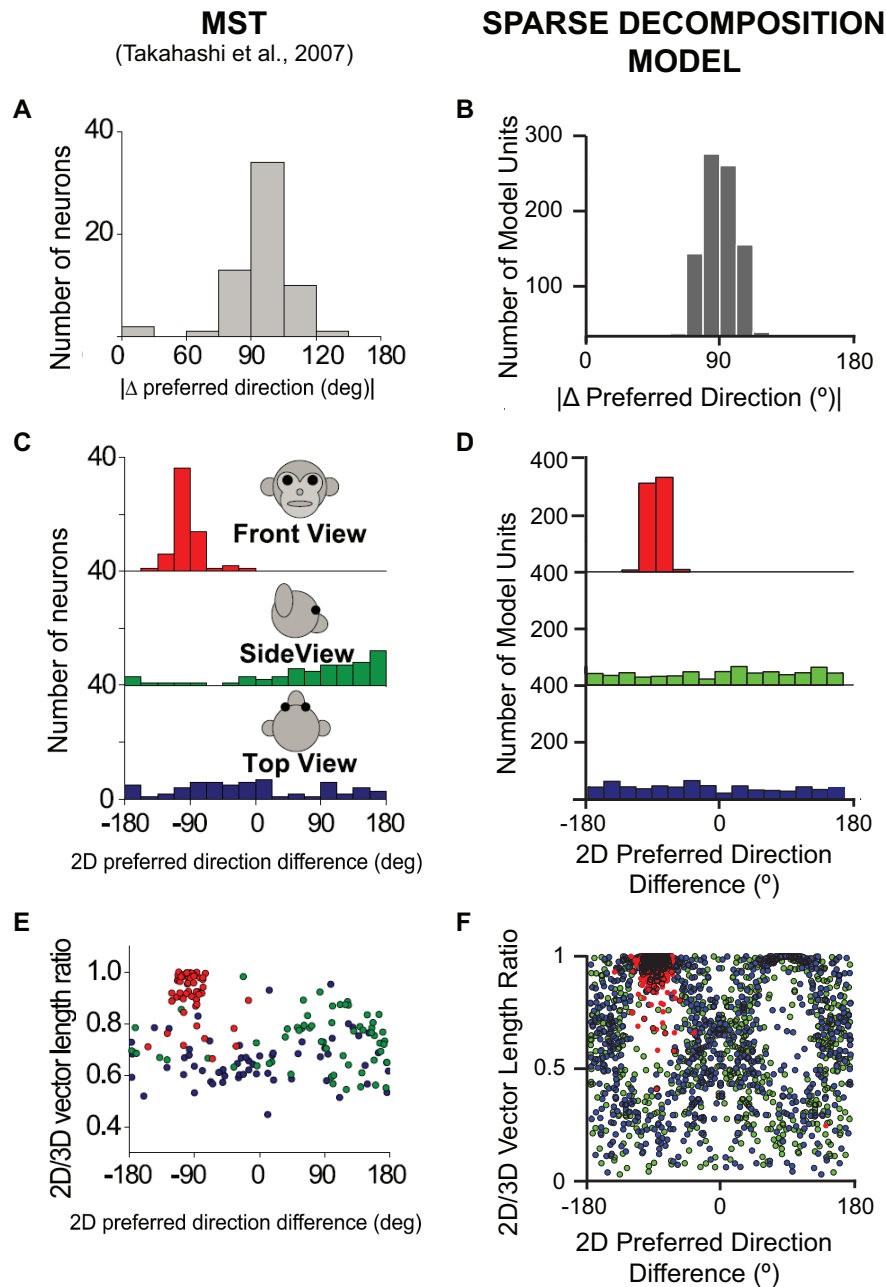 MST
(Takahashi et al., 2007)
SPARSE DECOMPOSITION
MODEL
A
Number of neurons
40
20
0
60
90
120
180
|Δ preferred direction (deg)|
B
Number of Model Units
300
200
100
0
90
180
|Δ Preferred Direction (º)|
C
Number of neurons
40
40
40
0
Front View
SideView
Top View
-180
-90
0
90
180
2D preferred direction difference (deg)
D
Number of Model Units
400
200
400
200
400
200
-180
0
180
2D Preferred Direction
Difference (º)
E
2D/3D vector length ratio
1.0
0.8
0.6
0.4
-180
-90
0
90
180
2D preferred direction difference (deg)
F
2D/3D Vector Length Ratio
1
0.5
0
-180
0
180
2D Preferred Direction
Difference (º)